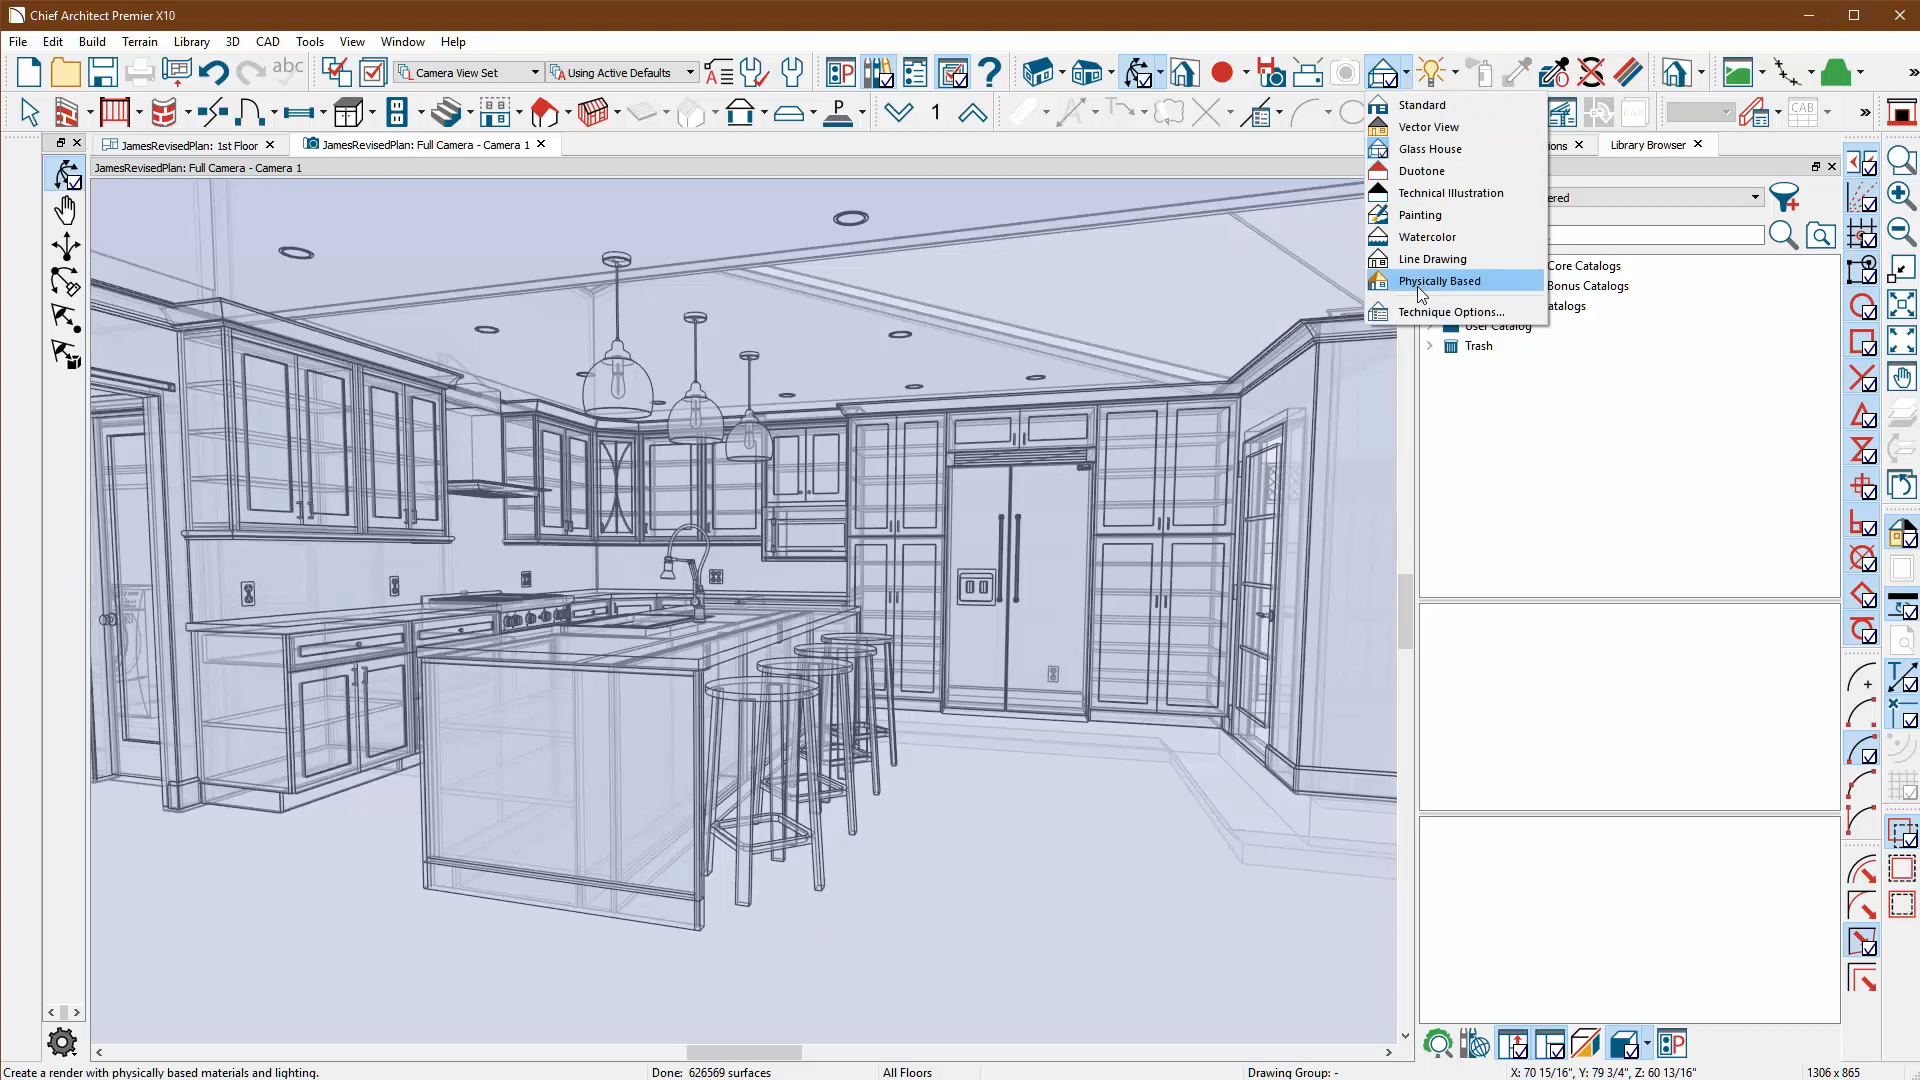 Chief Architect Premier X10
File Edit Build Terrain Library 3D CAD Tools View Window Help
abc
Camera View Set
Using Active Defaults
1
CAB
JamesRevisedPlan: 1st Floor
JamesRevisedPlan: Full Camera - Camera 1
Library Browser
JamesRevisedPlan: Full Camera - Camera 1
Standard
Vector View
Glass House
Duotone
Technical Illustration
Painting
Watercolor
Line Drawing
Physically Based
Technique Options...
Core Catalogs
Bonus Catalogs
User Catalog
Trash
Create a render with physically based materials and lighting.
Done: 626569 surfaces
All Floors
Drawing Group: -
X: 70 15/16", Y: 79 3/4", Z: 60 13/16"
1306 x 865